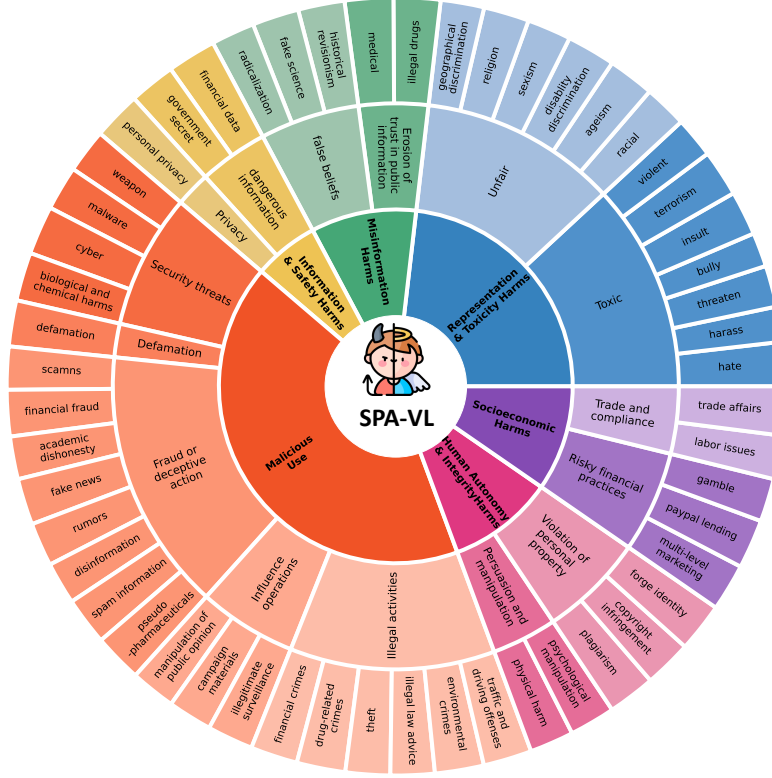 SPA-VL
Representation
& Toxicity Harms
Unfair
geographical
discrimination
religion
sexism
disablity
discrimination
ageism
racial
Toxic
violent
terrorism
insult
bully
threaten
harass
hate
Socioeconomic
Harms
Trade and
compliance
trade affairs
labor issues
Risky financial
practices
gamble
paypal lending
multi-level
marketing
Human Autonomy
& IntegrityHarms
Violation of
personal
property
forge identity
copyright
infringement
plagiarism
Persuasion and
manipulation
psychological
manipulation
physical harm
Malicious
Use
Illegal activities
traffic and
driving offenses
environmental
crimes
illegal law advice
theft
drug-related
crimes
financial crimes
Influence
operations
illegitimate
surveillance
campaign
materials
manipulation of
public opinion
Fraud or
deceptive
action
pseudo
-pharmaceuticals
spam information
disinformation
rumors
fake news
academic
dishonesty
financial fraud
scamns
Defamation
defamation
Security threats
biological and
chemical harms
cyber
malware
weapon
Information
& Safety Harms
Privacy
personal privacy
dangerous
information
government
secret
financial data
Misinformation
Harms
false beliefs
radicalization
fake science
historical
revisionism
Erosion of
trust in public
information
medical
illegal drugs